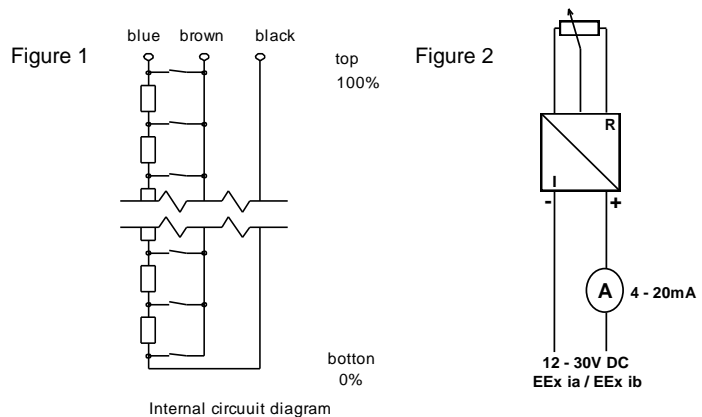 Figure 1
blue brown black
top
100%
botton
0%
Internal circuuit diagram
Figure 2
R
I
- +
A
4 - 20mA
12 - 30V DC
EEx ia / EEx ib